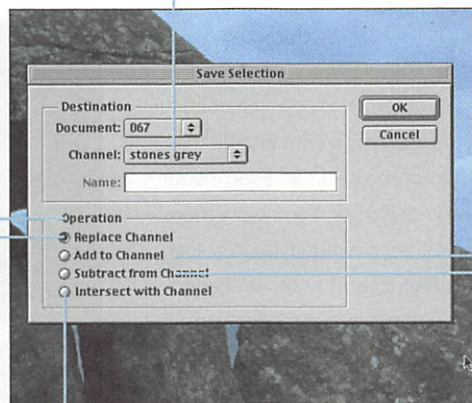 Save Selection
Destination
Document: 067
Channel: stones grey
Name:
OK
Cancel
Operation
Replace Channel
Add to Channel
Subtract from Channel
Intersect with Channel